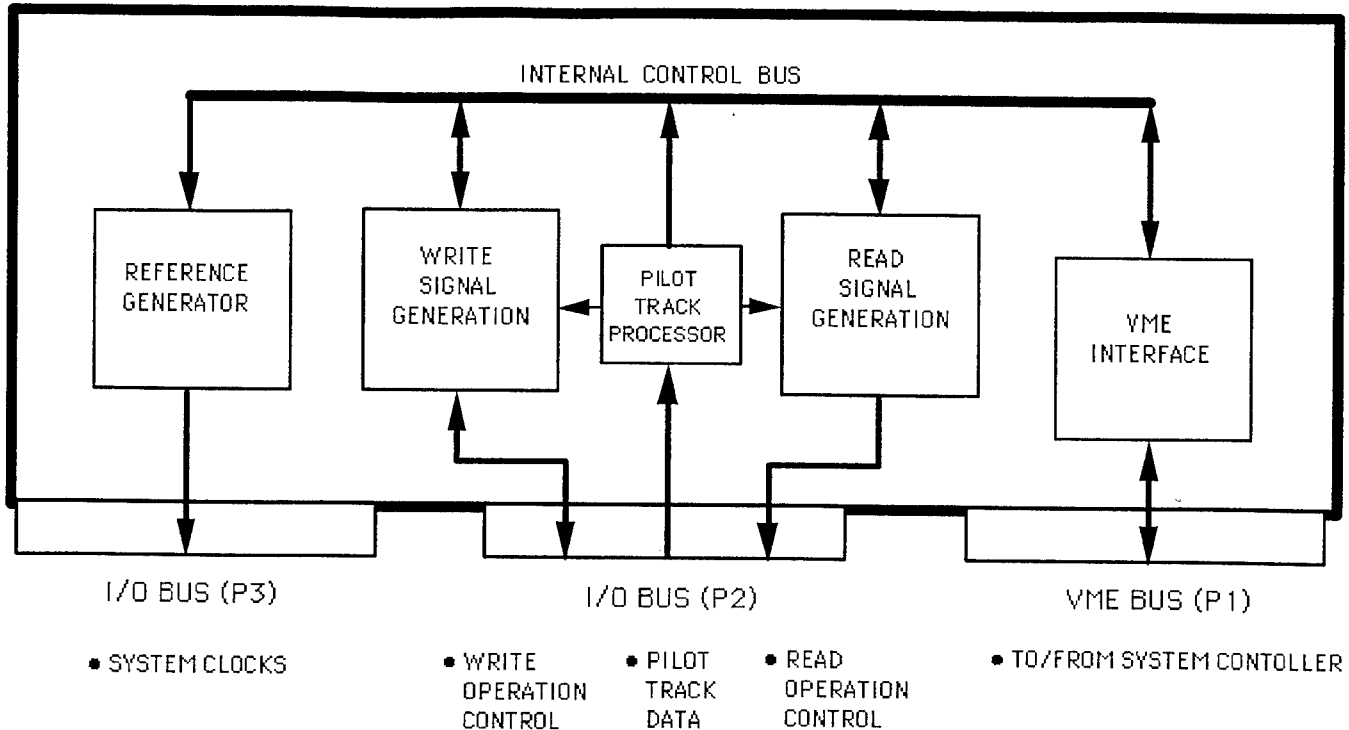 INTERNAL CONTROL BUS
REFERENCE
GENERATOR
WRITE
SIGNAL
GENERATION
PILOT
TRACK
PROCESSOR
READ
SIGNAL
GENERATION
VME
INTERFACE
I/O BUS (P3)
I/O BUS (P2)
VME BUS (P1)
• SYSTEM CLOCKS
• WRITE
OPERATION
CONTROL
• PILOT
TRACK
DATA
• READ
OPERATION
CONTROL
• TO/FROM SYSTEM CONTOLLER